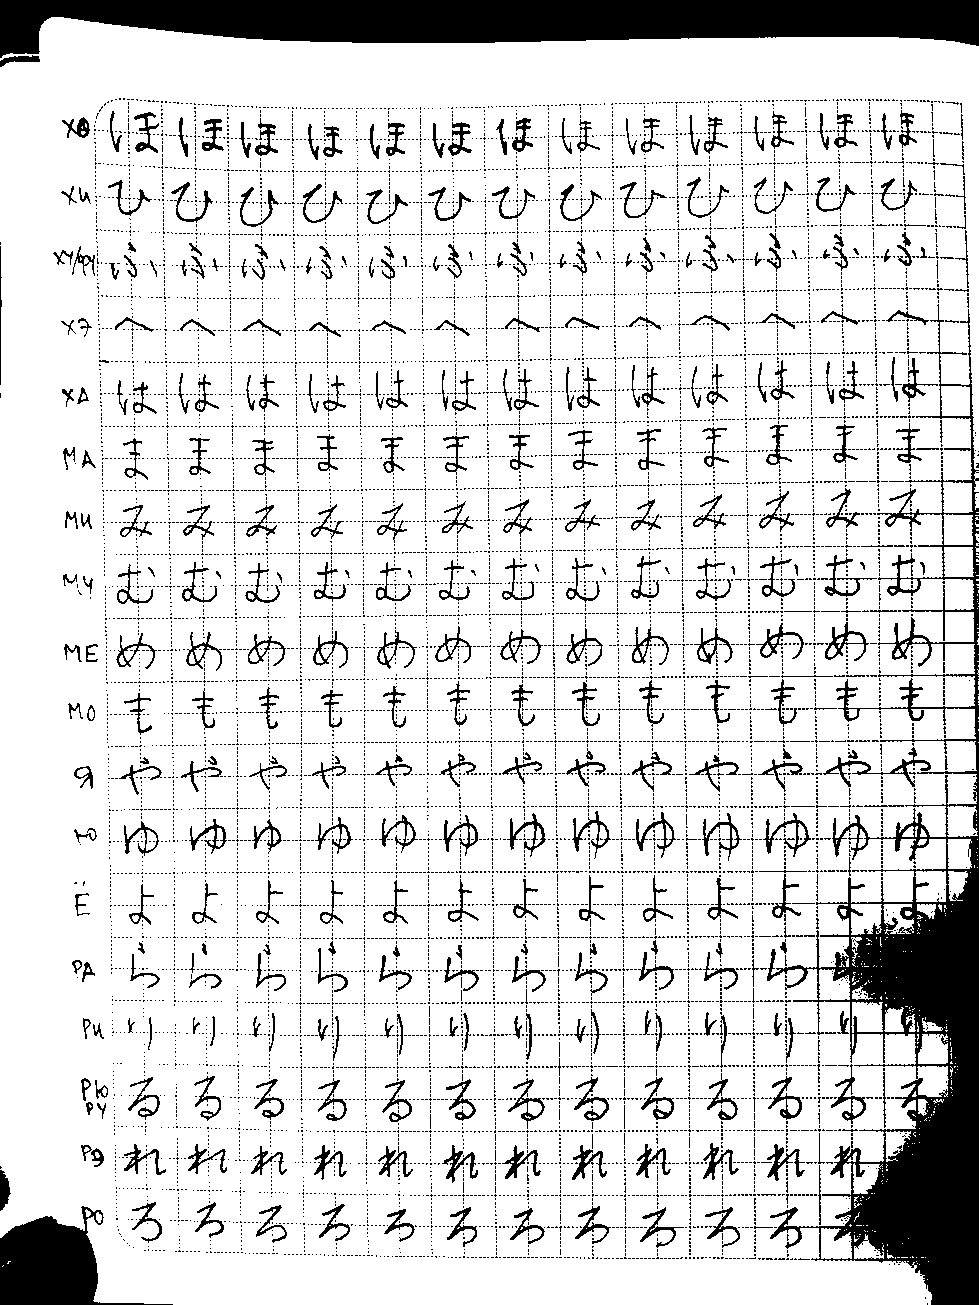 ХО ほ ほ ほ ほ ほ ほ ほ ほ ほ ほ ほ ほ ほ
ХИ ひ ひ ひ ひ ひ ひ ひ ひ ひ ひ ひ ひ ひ
ХУ/ФУ ふ ふ ふ ふ ふ ふ ふ ふ ふ ふ ふ ふ ふ
ХЭ へ へ へ へ へ へ へ へ へ へ へ へ へ
ХА は は は は は は は は は は は は は
МА ま ま ま ま ま ま ま ま ま ま ま ま ま
МИ み み み み み み み み み み み み み
МУ む む む む む む む む む む む む む
МЕ め め め め め め め め め め め め め
МО も も も も も も も も も も も も も
Я や や や や や や や や や や や や や
Ю ゆ ゆ ゆ ゆ ゆ ゆ ゆ ゆ ゆ ゆ ゆ ゆ ゆ
Ё よ よ よ よ よ よ よ よ よ よ よ よ よ
РА ら ら ら ら ら ら ら ら ら ら ら
РИ り り り り り り り り り り り り り
РЮ РУ る る る る る る る る る る る る る
РЭ れ れ れ れ れ れ れ れ れ れ れ れ
РО ろ ろ ろ ろ ろ ろ ろ ろ ろ ろ ろ